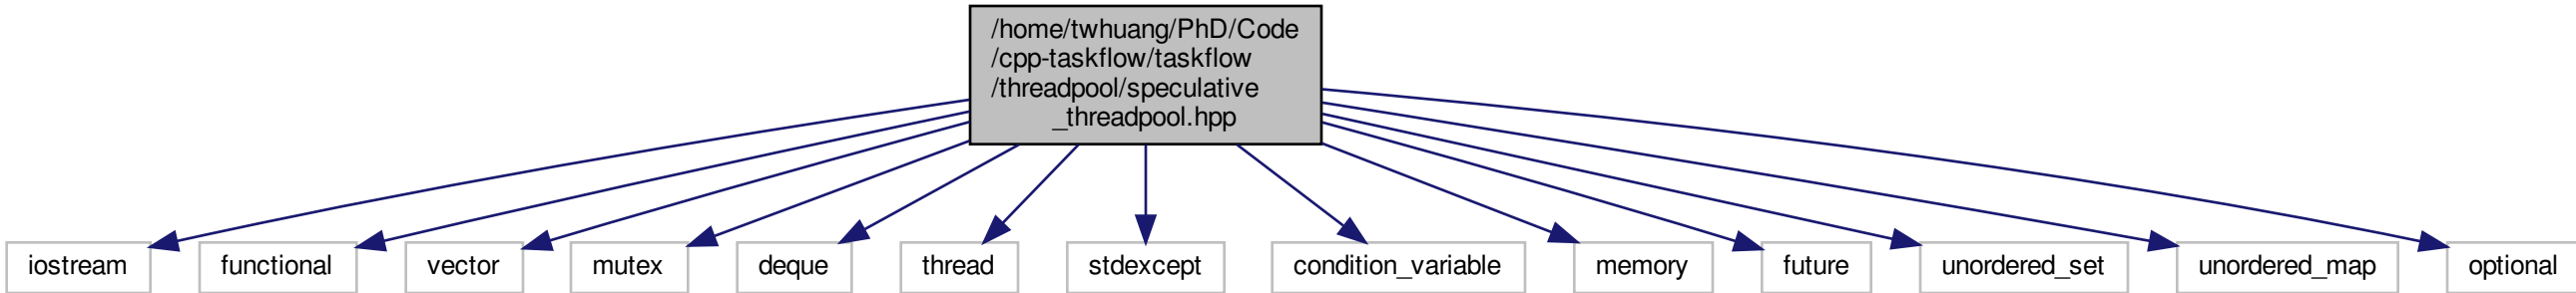 /home/twhuang/PhD/Code
/cpp-taskflow/taskflow
/threadpool/speculative
_threadpool.hpp
iostream
functional
vector
mutex
deque
thread
stdexcept
condition_variable
memory
future
unordered_set
unordered_map
optional